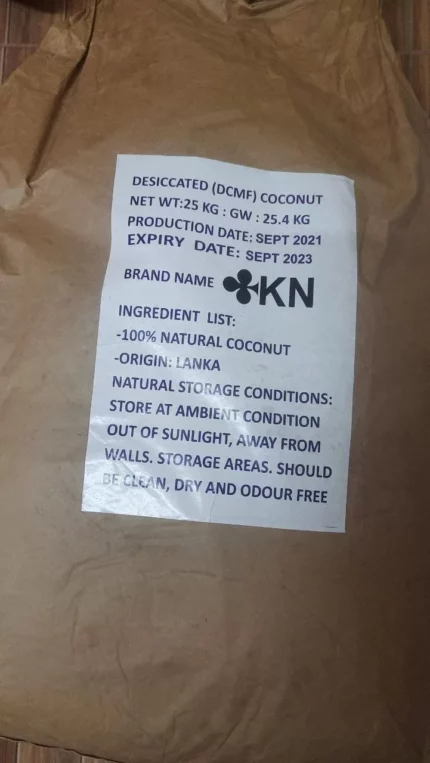 DESICCATED (DCMF) COCONUT
NET WT:25 KG : GW : 25.4 KG
PRODUCTION DATE: SEPT 2021
EXPIRY DATE: SEPT 2023
BRAND NAME KN
INGREDIENT LIST:
-100% NATURAL COCONUT
-ORIGIN: LANKA
NATURAL STORAGE CONDITIONS:
STORE AT AMBIENT CONDITION
OUT OF SUNLIGHT, AWAY FROM
WALLS. STORAGE AREAS. SHOULD
BE CLEAN, DRY AND ODOUR FREE